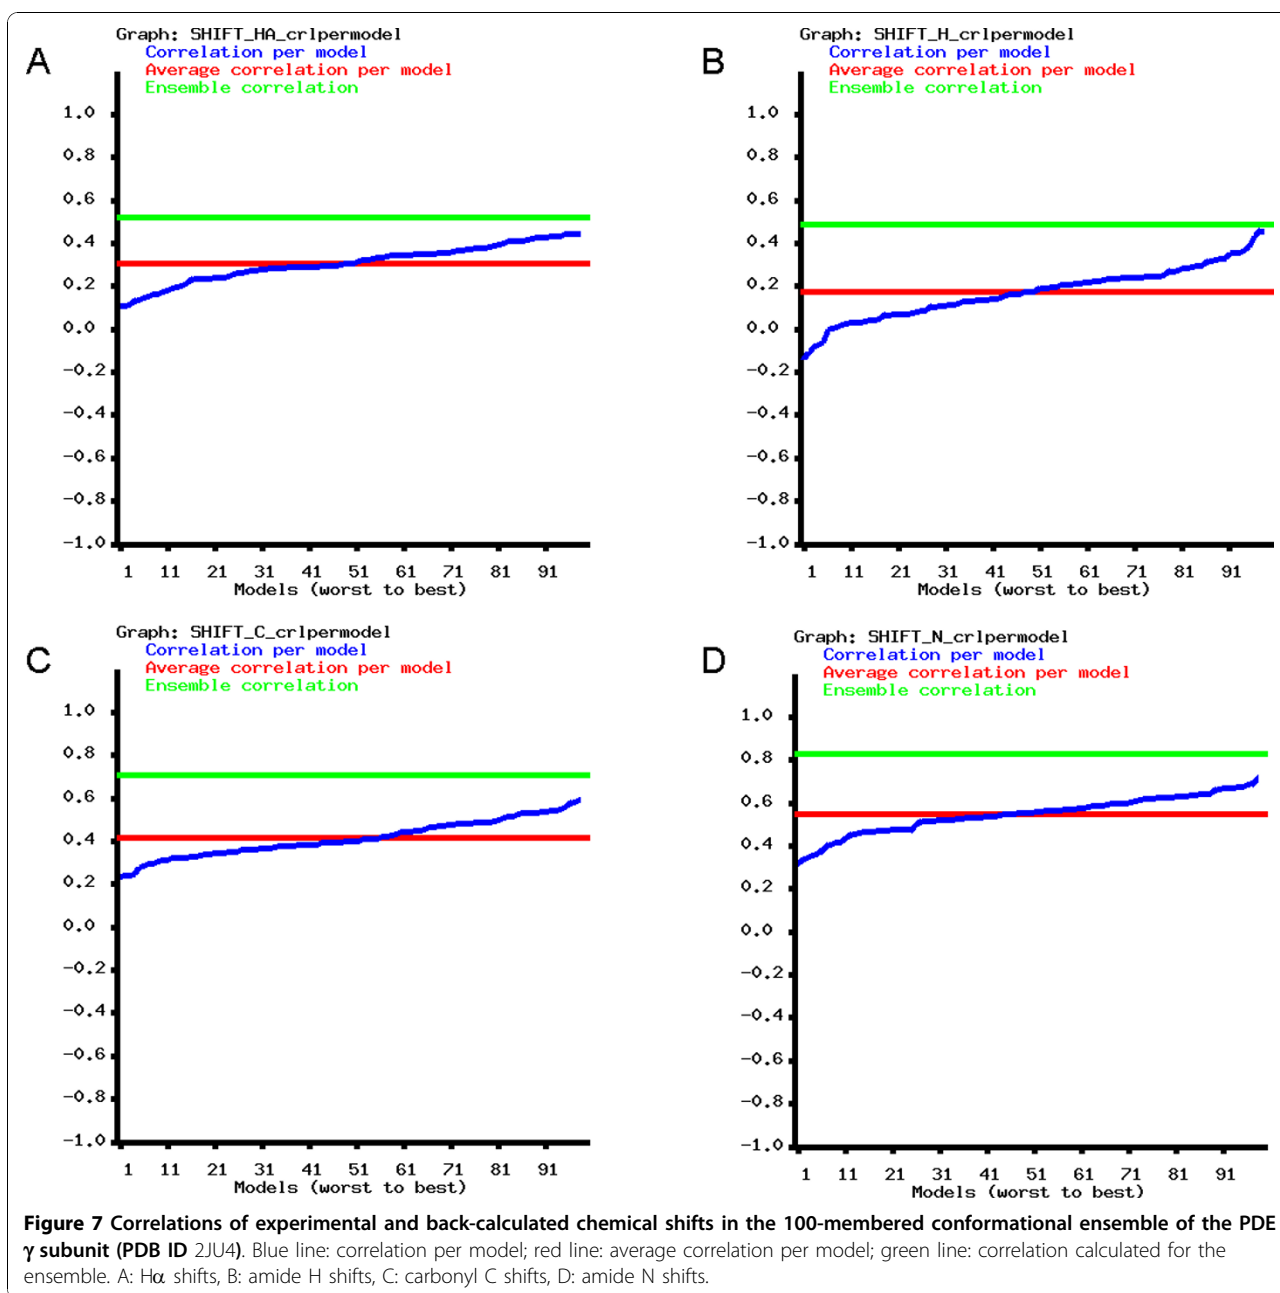 A
Graph: SHIFT_HA_crlpermodel
Correlation per model
Average correlation per model
Ensemble correlation
1.0
0.8
0.6
0.4
0.2
0.0
-0.2
-0.4
-0.6
-0.8
-1.0
1 11 21 31 41 51 61 71 81 91
Models (worst to best)
B
Graph: SHIFT_H_crlpermodel
Correlation per model
Average correlation per model
Ensemble correlation
1.0
0.8
0.6
0.4
0.2
0.0
-0.2
-0.4
-0.6
-0.8
-1.0
1 11 21 31 41 51 61 71 81 91
Models (worst to best)
C
Graph: SHIFT_C_crlpermodel
Correlation per model
Average correlation per model
Ensemble correlation
1.0
0.8
0.6
0.4
0.2
0.0
-0.2
-0.4
-0.6
-0.8
-1.0
1 11 21 31 41 51 61 71 81 91
Models (worst to best)
D
Graph: SHIFT_N_crlpermodel
Correlation per model
Average correlation per model
Ensemble correlation
1.0
0.8
0.6
0.4
0.2
0.0
-0.2
-0.4
-0.6
-0.8
-1.0
1 11 21 31 41 51 61 71 81 91
Models (worst to best)
Figure 7 Correlations of experimental and back-calculated chemical shifts in the 100-membered conformational ensemble of the PDE
γ subunit (PDB ID 2JU4). Blue line: correlation per model; red line: average correlation per model; green line: correlation calculated for the
ensemble. A: Hα shifts, B: amide H shifts, C: carbonyl C shifts, D: amide N shifts.